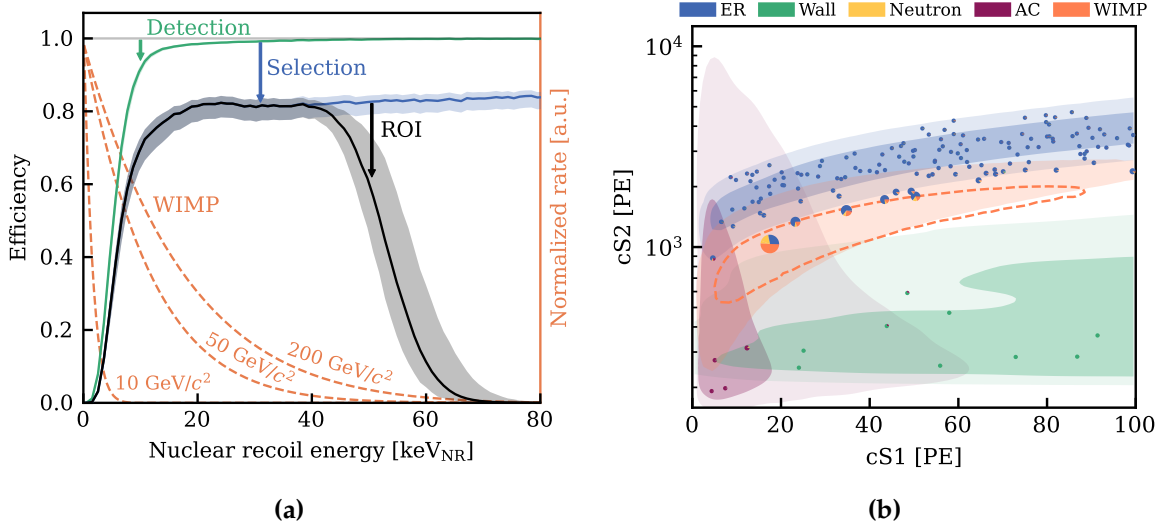 ER Wall Neutron AC WIMP
Detection
Selection
ROI
WIMP
10 GeV/c²
50 GeV/c²
200 GeV/c²
Efficiency
1.0
0.8
0.6
0.4
0.2
0.0
0 20 40 60 80
Nuclear recoil energy [keV_NR]
Normalized rate [a.u.]
(a)
cS2 [PE]
10⁴
10³
0 20 40 60 80 100
cS1 [PE]
(b)